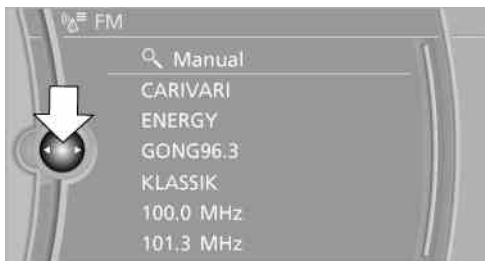 FM
Manual
CARIVARI
ENERGY
GONG96.3
KLASSIK
100.0 MHz
101.3 MHz